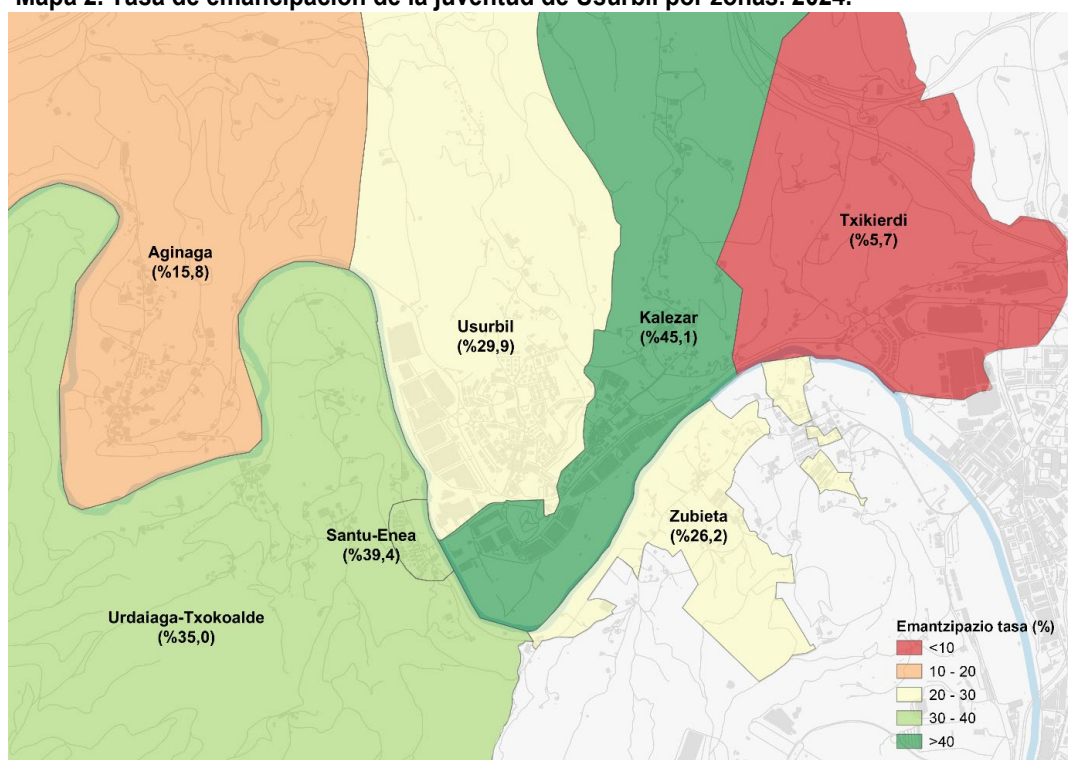 Mapa 2. Tasa de emancipación de la juventud de Usurbil por zonas. 2024.
Txikierdi
(%5,7)
Aginaga
(%15,8)
Usurbil
(%29,9)
Kalezar
(%45,1)
Zubieta
(%26,2)
Santu-Enea
(%39,4)
Urdaiaga-Txokoalde
(%35,0)
Emantzipazio tasa (%)
<10
10 - 20
20 - 30
30 - 40
>40